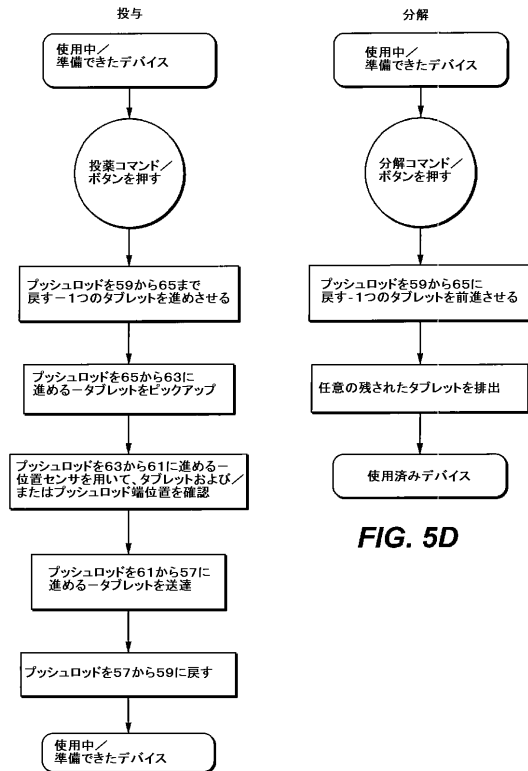 投与
使用中／
準備できたデバイス
投薬コマンド／
ボタンを押す
プッシュロッドを59から65まで
戻すー1つのタブレットを進めさせる
プッシュロッドを65から63に
進めるータブレットをピックアップ
プッシュロッドを63から61に進めるー
位置センサを用いて、タブレットおよび／
またはプッシュロッド端位置を確認
プッシュロッドを61から57に
進めるータブレットを送達
プッシュロッドを57から59に戻す
使用中／
準備できたデバイス
分解
使用中／
準備できたデバイス
分解コマンド／
ボタンを押す
プッシュロッドを59から65に
戻す-1つのタブレットを前進させる
任意の残されたタブレットを排出
使用済みデバイス
FIG. 5D